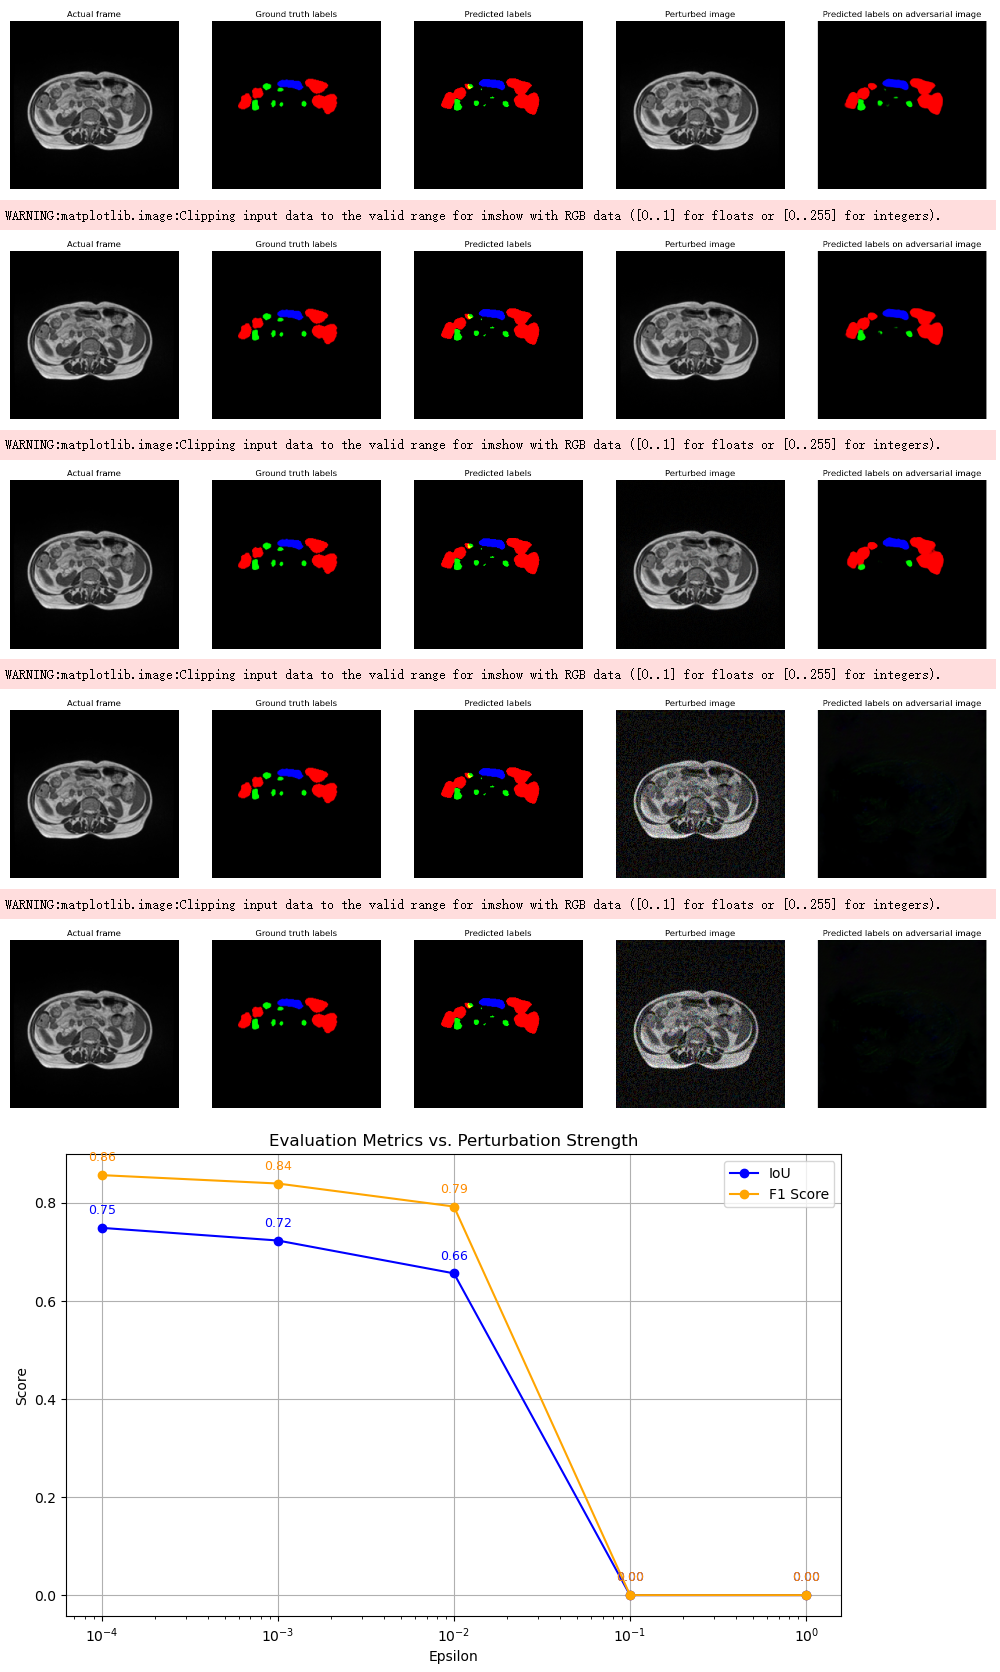 Actual frame Ground truth labels Predicted labels Perturbed image Predicted labels on adversarial image
WARNING:matplotlib.image:Clipping input data to the valid range for imshow with RGB data ([0..1] for floats or [0..255] for integers).
Actual frame Ground truth labels Predicted labels Perturbed image Predicted labels on adversarial image
WARNING:matplotlib.image:Clipping input data to the valid range for imshow with RGB data ([0..1] for floats or [0..255] for integers).
Actual frame Ground truth labels Predicted labels Perturbed image Predicted labels on adversarial image
WARNING:matplotlib.image:Clipping input data to the valid range for imshow with RGB data ([0..1] for floats or [0..255] for integers).
Actual frame Ground truth labels Predicted labels Perturbed image Predicted labels on adversarial image
WARNING:matplotlib.image:Clipping input data to the valid range for imshow with RGB data ([0..1] for floats or [0..255] for integers).
Actual frame Ground truth labels Predicted labels Perturbed image Predicted labels on adversarial image
Evaluation Metrics vs. Perturbation Strength
IoU
F1 Score
0.86
0.84
0.79
0.75
0.72
0.66
0.00
0.00
Score
0.8
0.6
0.4
0.2
0.0
10⁻⁴ 10⁻³ 10⁻² 10⁻¹ 10⁰
Epsilon